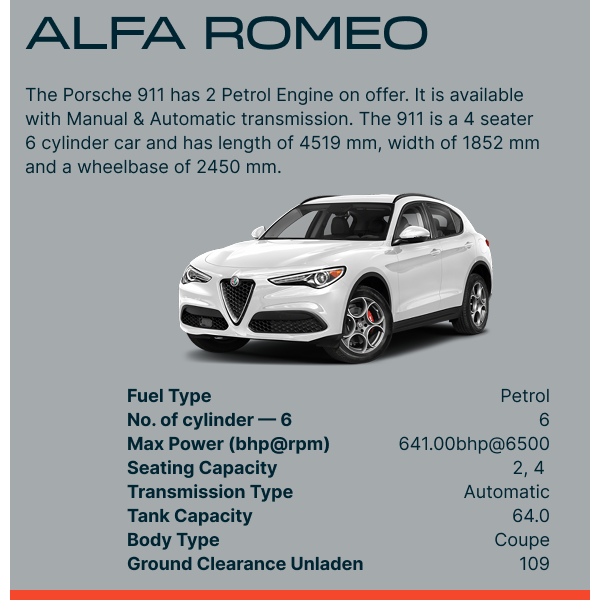 ALFA ROMEO
The Porsche 911 has 2 Petrol Engine on offer. It is available
with Manual & Automatic transmission. The 911 is a 4 seater
6 cylinder car and has length of 4519 mm, width of 1852 mm
and a wheelbase of 2450 mm.
Fuel Type Petrol
No. of cylinder — 6 6
Max Power (bhp@rpm) 641.00bhp@6500
Seating Capacity 2, 4
Transmission Type Automatic
Tank Capacity 64.0
Body Type Coupe
Ground Clearance Unladen 109